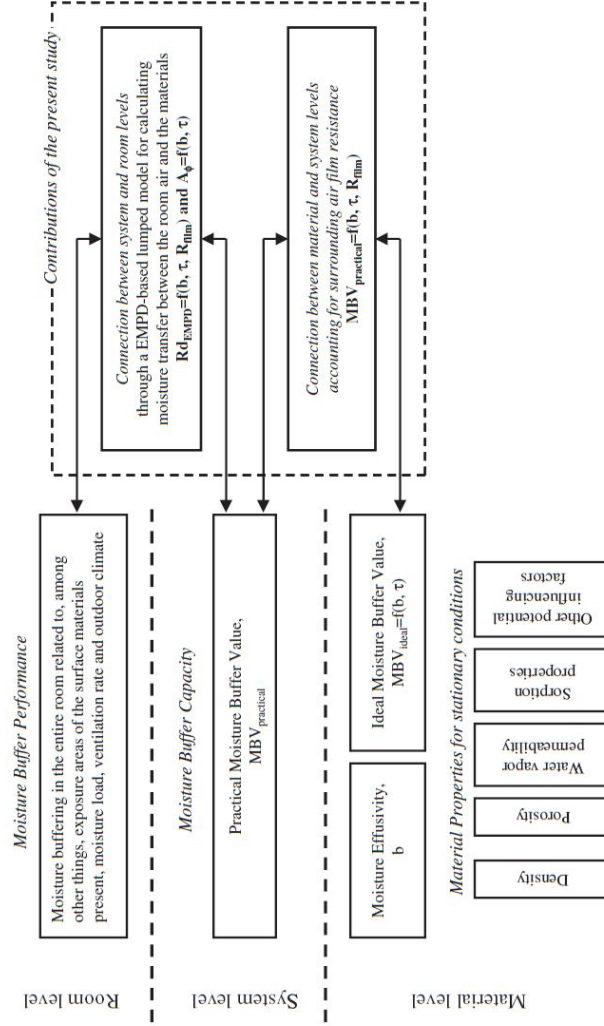 Contributions of the present study
Moisture Buffer Performance
Room level
Moisture buffering in the entire room related to, among
other things, exposure areas of the surface materials
present, moisture load, ventilation rate and outdoor climate
Connection between system and room levels
through a EMPD-based lumped model for calculating
moisture transfer between the room air and the materials
Rd_EMPD=f(b, τ, R_film) and A_ϕ=f(b, τ)
Moisture Buffer Capacity
System level
Practical Moisture Buffer Value,
MBV_practical
Connection between material and system levels
accounting for surrounding air film resistance
MBV_practical=f(b, τ, R_film)
Material level
Moisture Effusivity,
b
Ideal Moisture Buffer Value,
MBV_ideal=f(b, τ)
Material Properties for stationary conditions
Density
Porosity
Water vapor
permeability
Sorption
properties
Other potential
influencing
factors